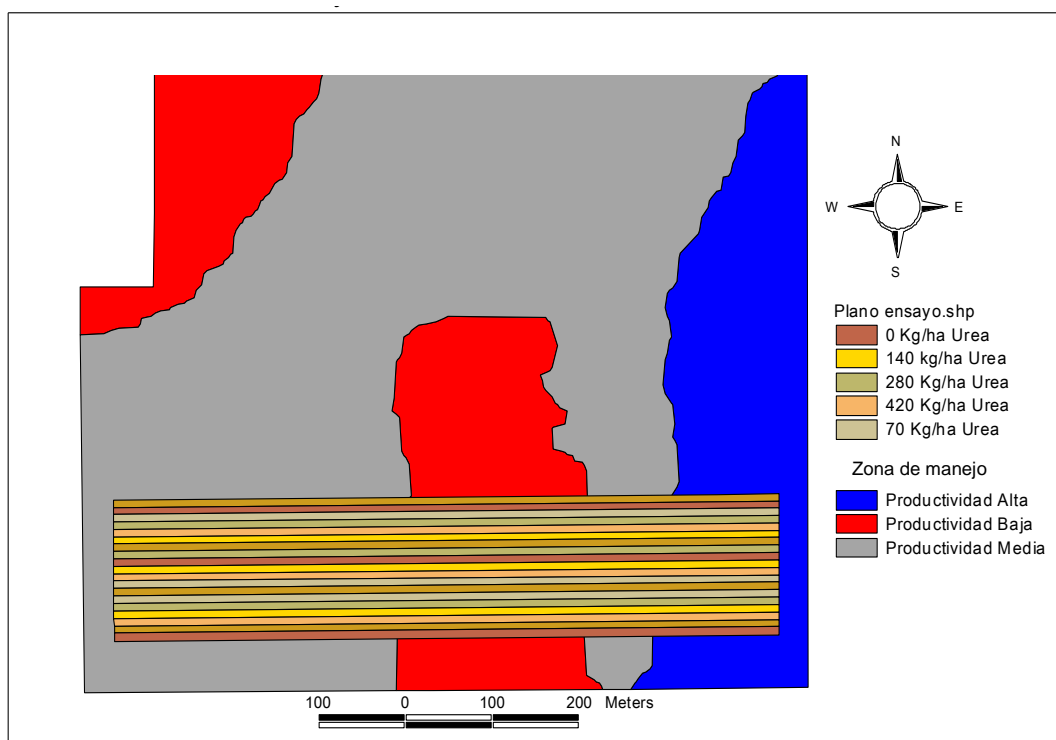 N
W E
S
Plano ensayo.shp
0 Kg/ha Urea
140 kg/ha Urea
280 Kg/ha Urea
420 Kg/ha Urea
70 Kg/ha Urea
Zona de manejo
Productividad Alta
Productividad Baja
Productividad Media
100 0 100 200 Meters